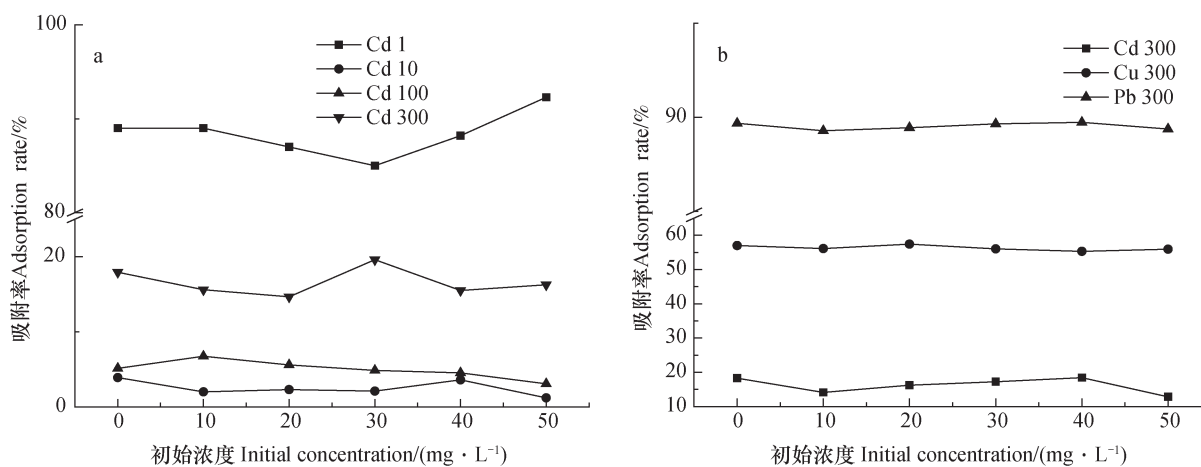 a
Cd 1
Cd 10
Cd 100
Cd 300
100
80
20
0
吸附率Adsorption rate/%
0 10 20 30 40 50
初始浓度 Initial concentration/(mg · L⁻¹)
b
Cd 300
Cu 300
Pb 300
90
60
50
40
30
20
10
吸附率Adsorption rate/%
0 10 20 30 40 50
初始浓度 Initial concentration/(mg · L⁻¹)